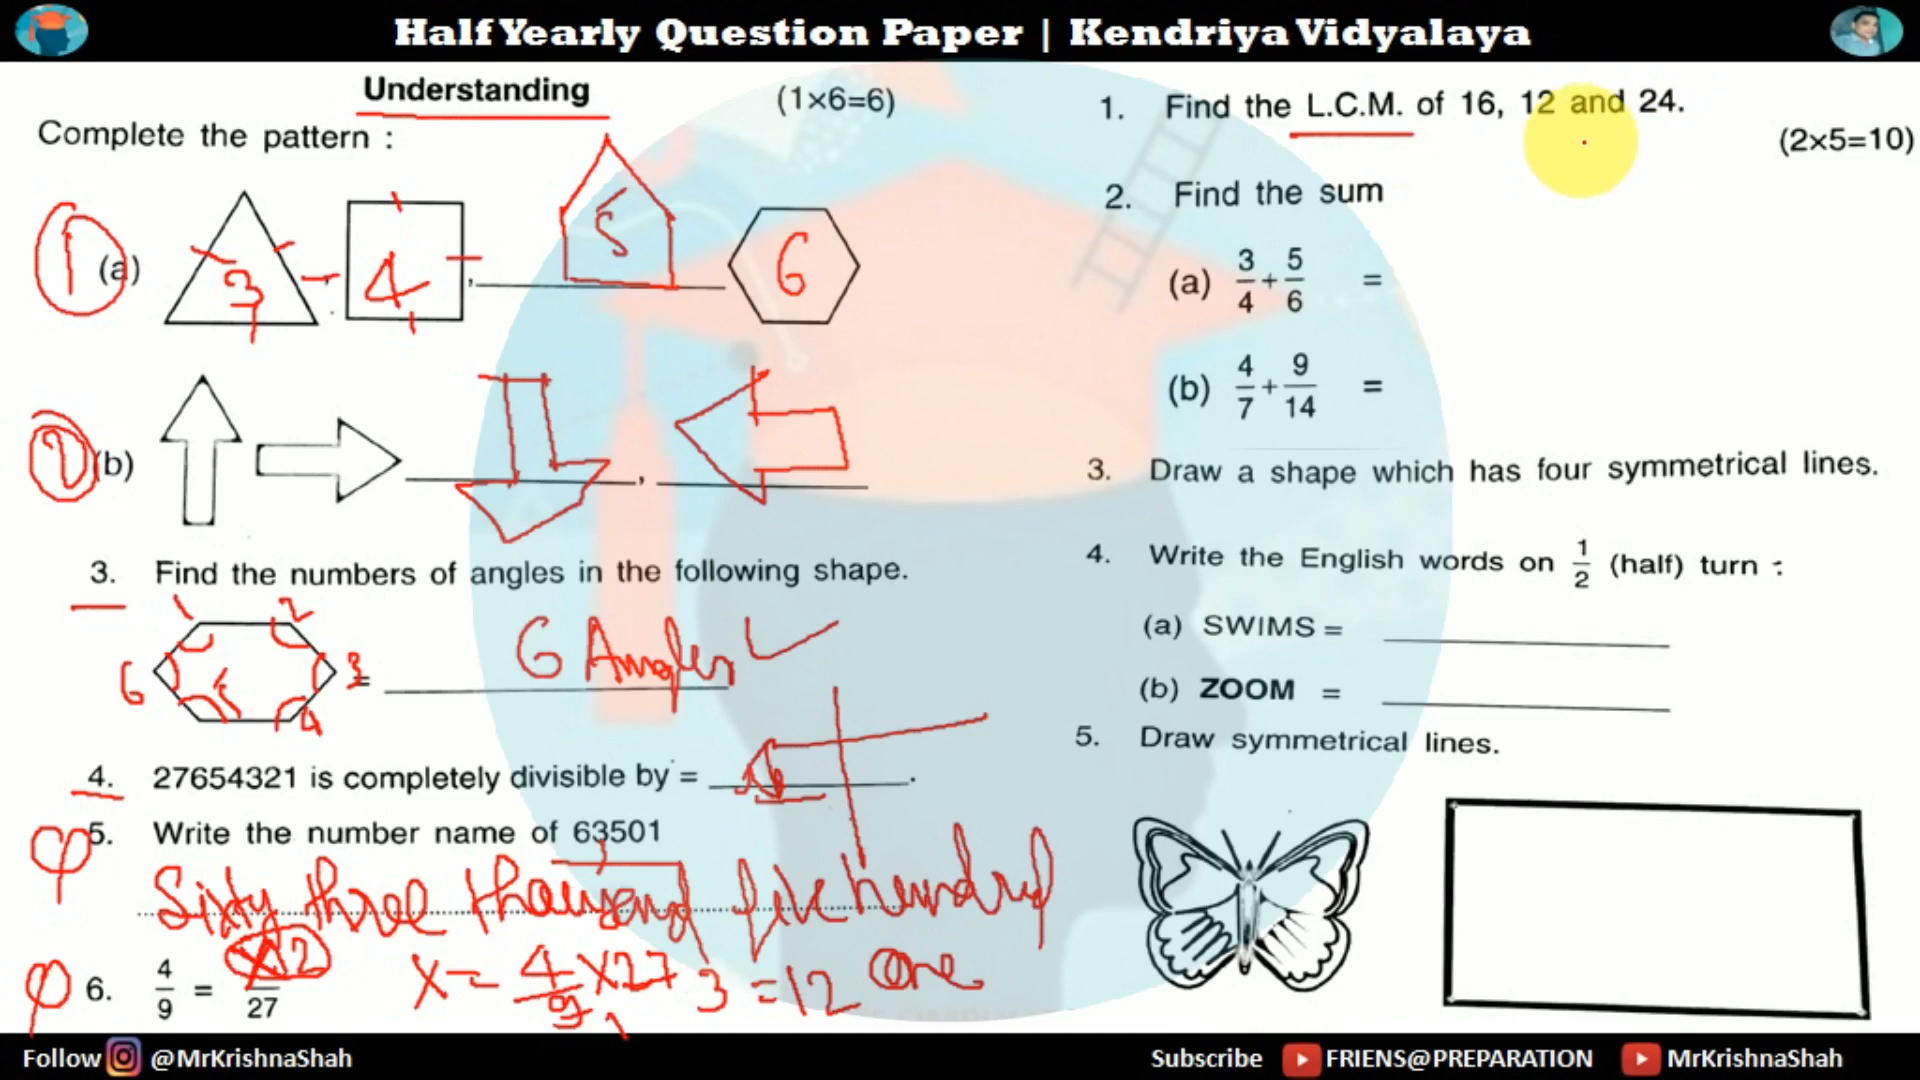 Half Yearly Question Paper | Kendriya Vidyalaya
Understanding
(1×6=6)
Complete the pattern :
1 (a)
3
4
5
6
2 (b)
3. Find the numbers of angles in the following shape.
1 2
6 5 3 = 6 Angles
4
4. 27654321 is completely divisible by =
5. Write the number name of 63501
Sixty three thousand five hundred
one
6. 4/9 = 12/27
x = 4/9 × 27 3 = 12
1
1. Find the L.C.M. of 16, 12 and 24.
(2×5=10)
2. Find the sum
(a) 3/4 + 5/6 =
(b) 4/7 + 9/14 =
3. Draw a shape which has four symmetrical lines.
4. Write the English words on 1/2 (half) turn :
(a) SWIMS =
(b) ZOOM =
5. Draw symmetrical lines.
Follow @MrKrishnaShah
Subscribe FRIENS@PREPARATION MrKrishnaShah